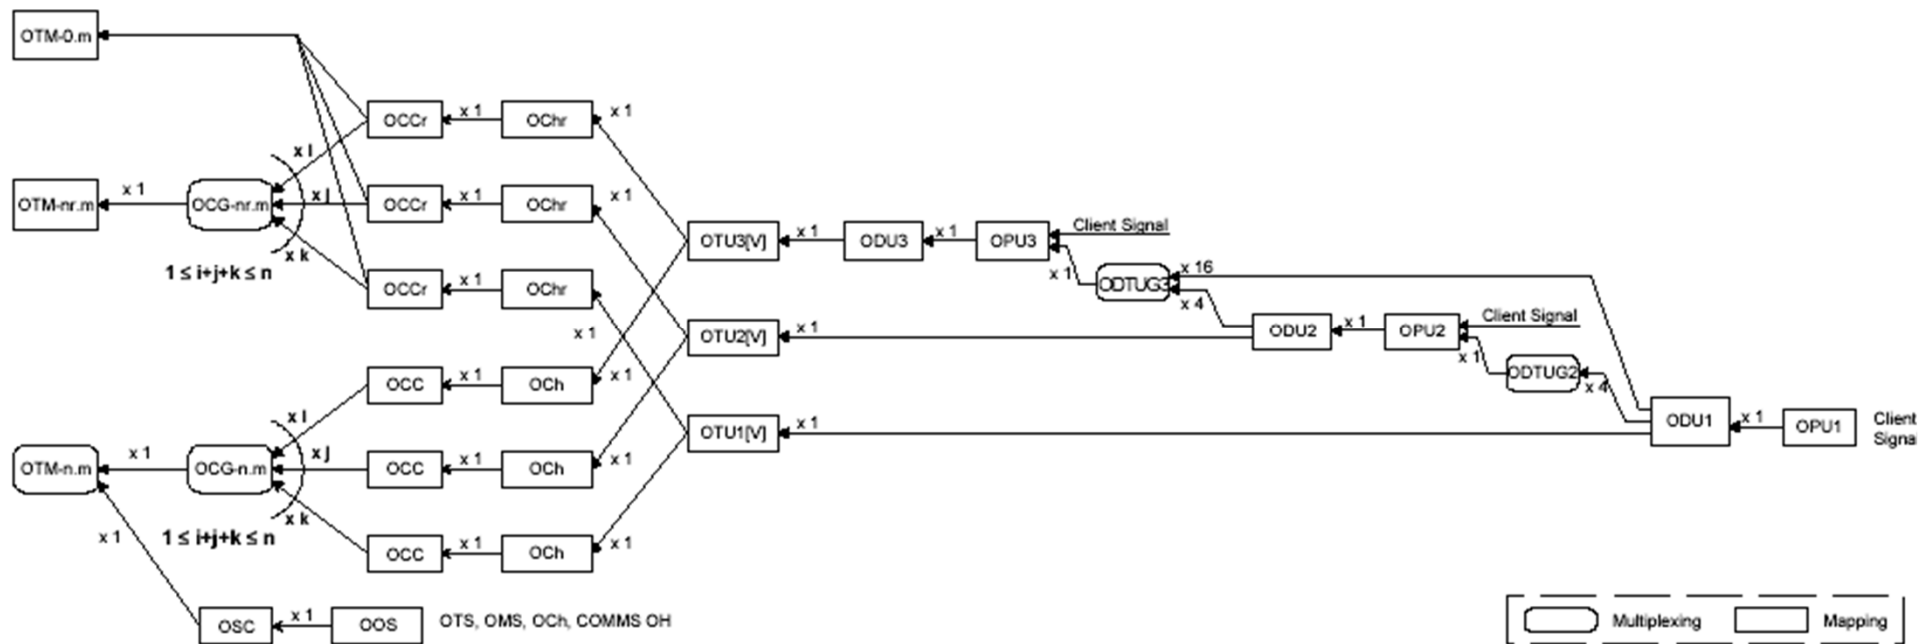 OTM-0.m
OCCr x 1 OChr x 1
x i
OTM-nr.m x 1 OCG-nr.m x j OCCr x 1 OChr x 1
x k
1 ≤ i+j+k ≤ n
OCCr x 1 OChr x 1
OTU3[V] x 1 ODU3 x 1 OPU3 Client Signal
x 1 ODTUG3 x 16
x 4
OTU2[V] x 1 ODU2 x 1 OPU2 Client Signal
x 1 ODTUG2 x 4
OTU1[V] x 1 ODU1 x 1 OPU1 Client
Signal
OCC x 1 OCh x 1
x i
OTM-n.m x 1 OCG-n.m x j OCC x 1 OCh x 1
x k
1 ≤ i+j+k ≤ n
OCC x 1 OCh x 1
x 1
x 1
OSC x 1 OOS OTS, OMS, OCh, COMMS OH
Multiplexing Mapping